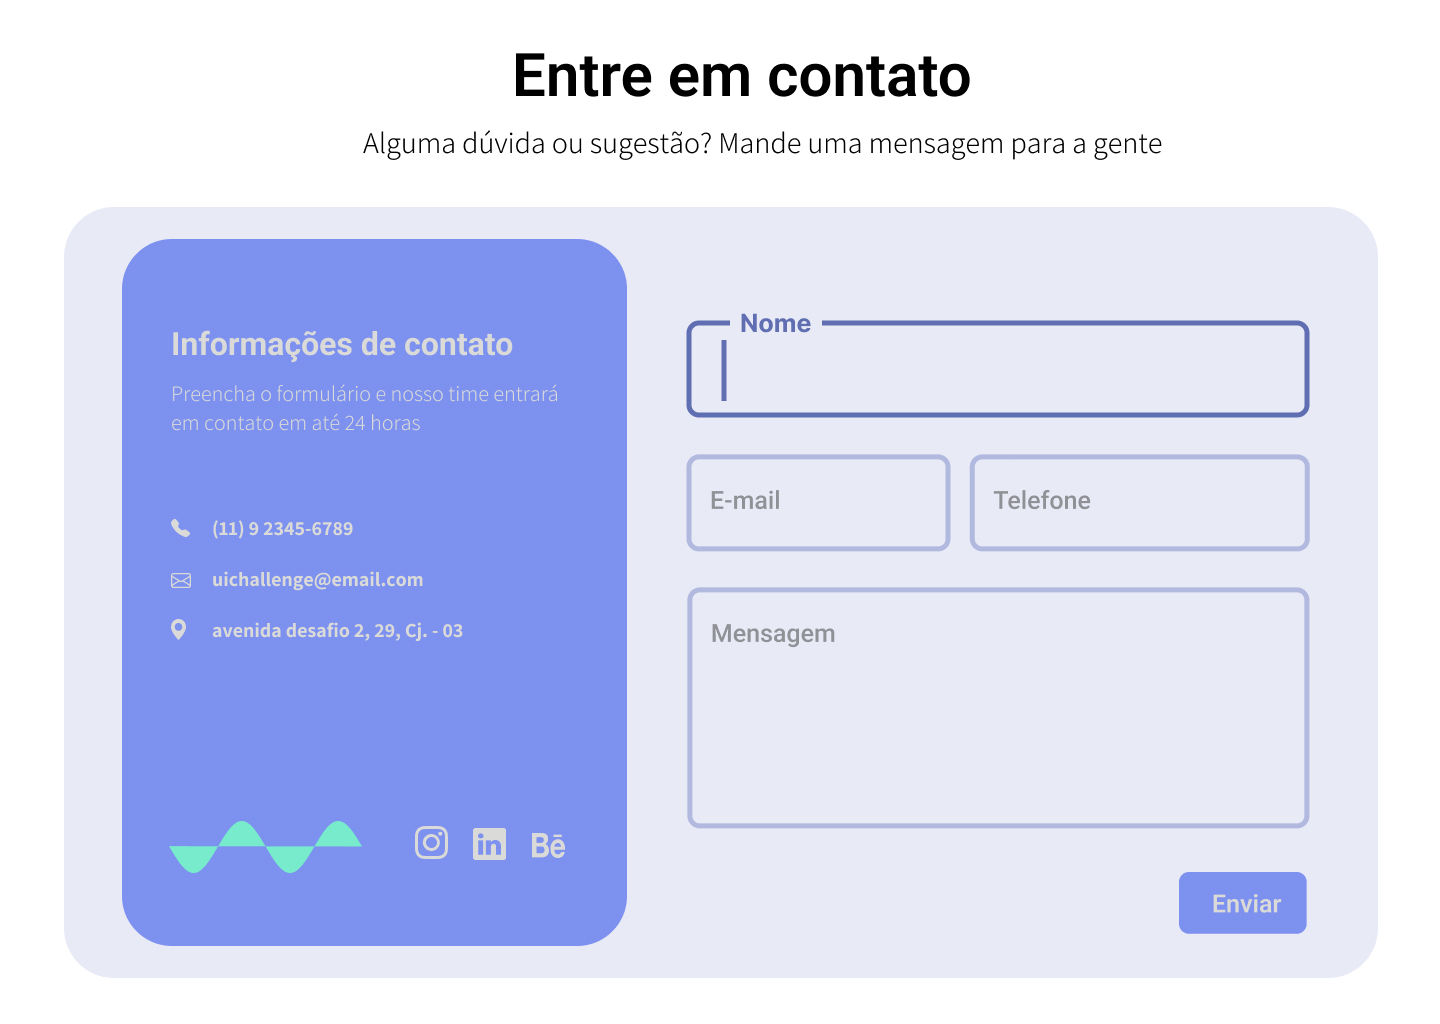 Entre em contato
Alguma dúvida ou sugestão? Mande uma mensagem para a gente
Informações de contato
Preencha o formulário e nosso time entrará
em contato em até 24 horas
(11) 9 2345-6789
uichallenge@email.com
avenida desafio 2, 29, Cj. - 03
in
Bē
Nome
E-mail
Telefone
Mensagem
Enviar